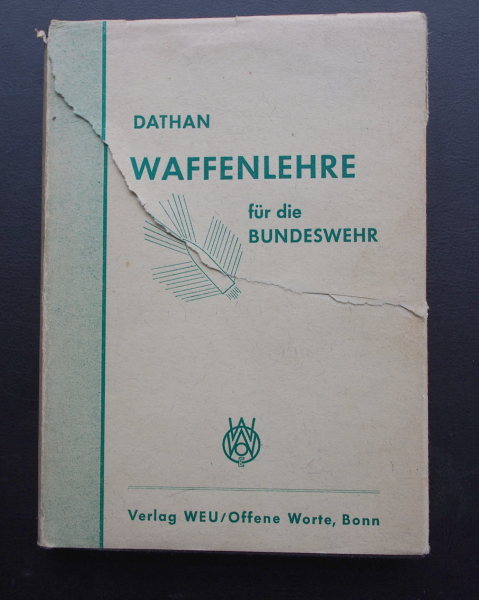 DATHAN
WAFFENLEHRE
für die
BUNDESWEHR
Verlag WEU/Offene Worte, Bonn